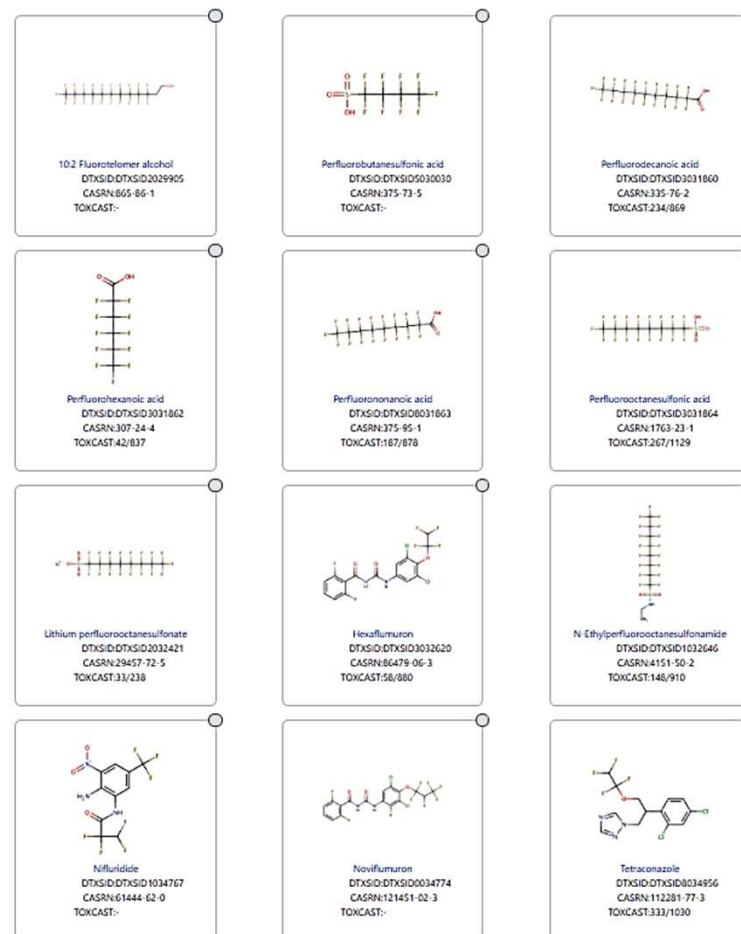 10:2 Fluorotelomer alcohol
DTXSID:DTXSID2029905
CASRN:865-86-1
TOXCAST:-
Perfluorobutanesulfonic acid
DTXSID:DTXSID5030030
CASRN:375-73-5
TOXCAST:-
Perfluorodecanoic acid
DTXSID:DTXSID3031860
CASRN:335-76-2
TOXCAST:234/869
Perfluorohexanoic acid
DTXSID:DTXSID3031862
CASRN:307-24-4
TOXCAST:42/837
Perfluorononanoic acid
DTXSID:DTXSID8031863
CASRN:375-95-1
TOXCAST:187/878
Perfluorooctanesulfonic acid
DTXSID:DTXSID3031864
CASRN:1763-23-1
TOXCAST:267/1129
Lithium perfluorooctanesulfonate
DTXSID:DTXSID2032421
CASRN:29457-72-5
TOXCAST:33/238
Hexaflumuron
DTXSID:DTXSID3032620
CASRN:86479-06-3
TOXCAST:58/880
N-Ethylperfluorooctanesulfonamide
DTXSID:DTXSID1032646
CASRN:4151-50-2
TOXCAST:148/910
Nifluridide
DTXSID:DTXSID1034767
CASRN:61444-62-0
TOXCAST:-
Noviflumuron
DTXSID:DTXSID0034774
CASRN:121451-02-3
TOXCAST:-
Tetraconazole
DTXSID:DTXSID8034956
CASRN:112281-77-3
TOXCAST:333/1030